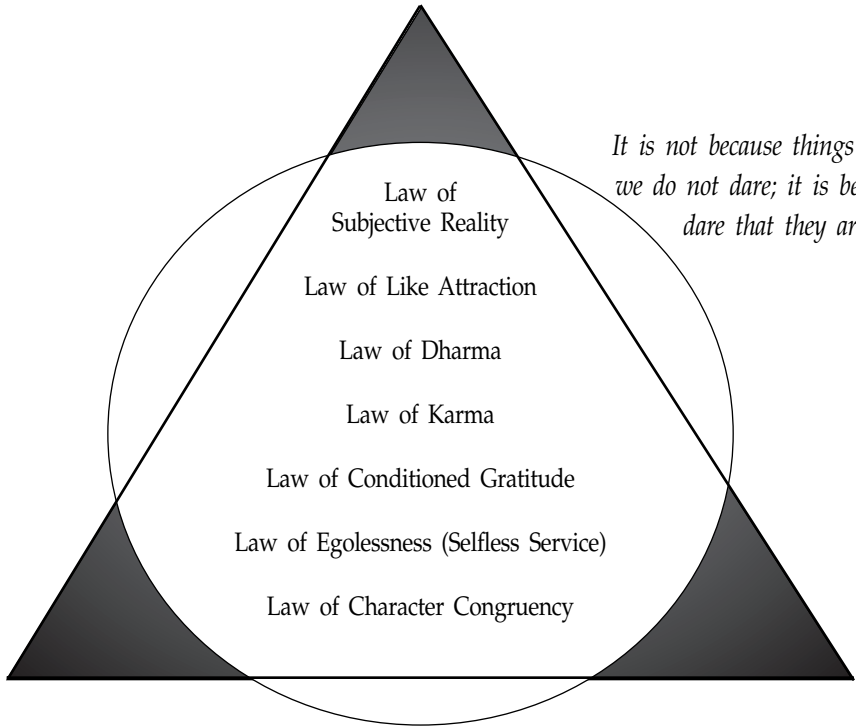 It is not because things
we do not dare; it is be
dare that they ar
Law of
Subjective Reality
Law of Like Attraction
Law of Dharma
Law of Karma
Law of Conditioned Gratitude
Law of Egolessness (Selfless Service)
Law of Character Congruency